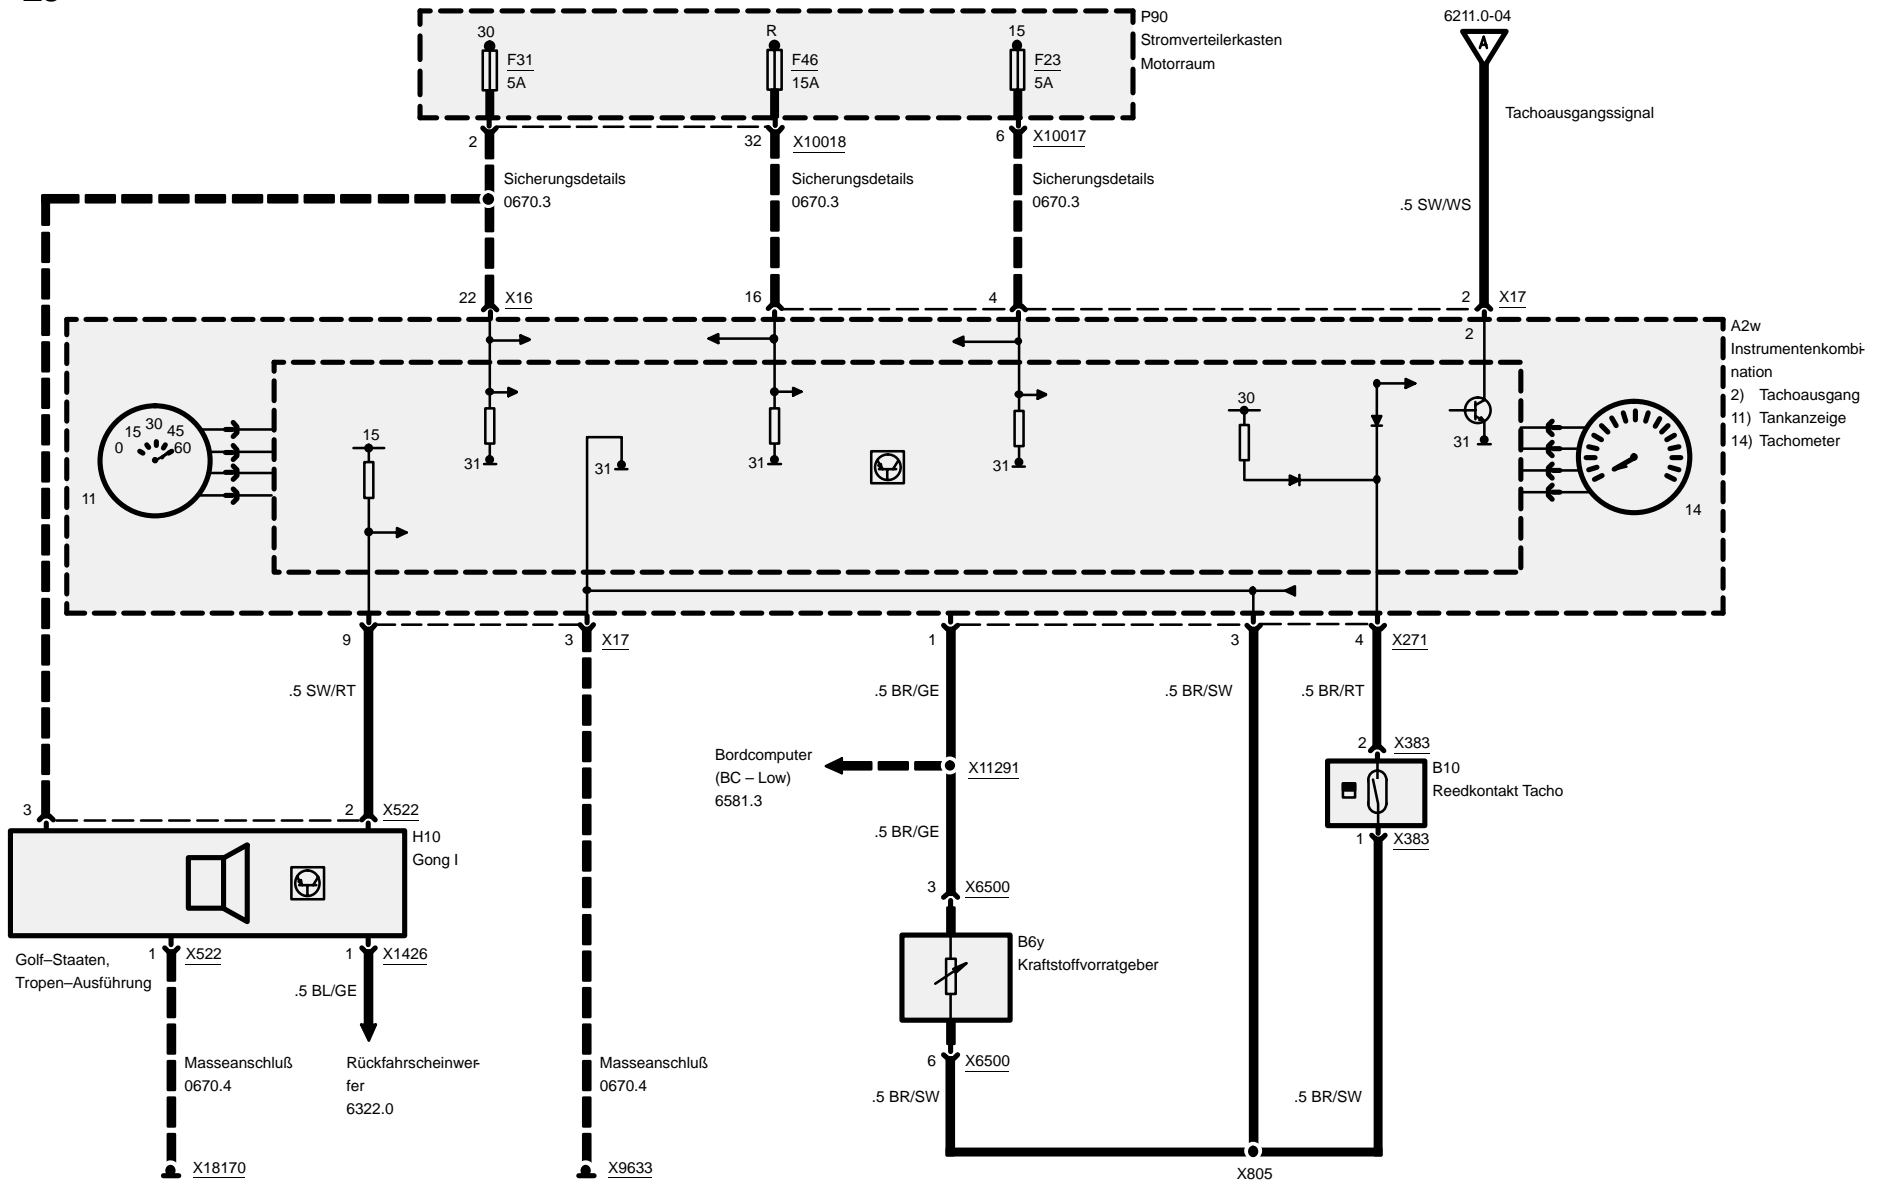 P90
Stromverteilerkasten
Motorraum
30
F31
5A
R
F46
15A
15
F23
5A
6211.0-04
A
Tachoausgangssignal
2
32
X10018
6
X10017
Sicherungsdetails
0670.3
Sicherungsdetails
0670.3
Sicherungsdetails
0670.3
.5 SW/WS
22
X16
16
4
2
X17
2
A2w
Instrumentenkombi-
nation
2) Tachoausgang
11) Tankanzeige
14) Tachometer
0
15
30
45
60
11
15
31
31
31
31
30
31
14
9
3
X17
1
3
4
X271
.5 SW/RT
.5 BR/GE
.5 BR/SW
.5 BR/RT
Bordcomputer
(BC – Low)
6581.3
X11291
2
X383
B10
Reedkontakt Tacho
1
X383
3
2
X522
H10
Gong I
.5 BR/GE
3
X6500
B6y
Kraftstoffvorratgeber
6
X6500
Golf–Staaten,
Tropen–Ausführung
1
X522
1
X1426
.5 BL/GE
Masseanschluß
0670.4
Rückfahrscheinwer-
fer
6322.0
Masseanschluß
0670.4
.5 BR/SW
.5 BR/SW
X18170
X9633
X805